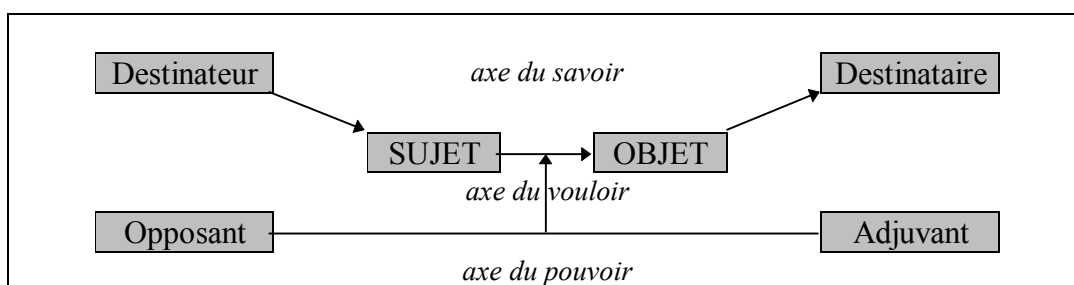 Destinateur axe du savoir Destinataire
SUJET OBJET
axe du vouloir
Opposant Adjuvant
axe du pouvoir